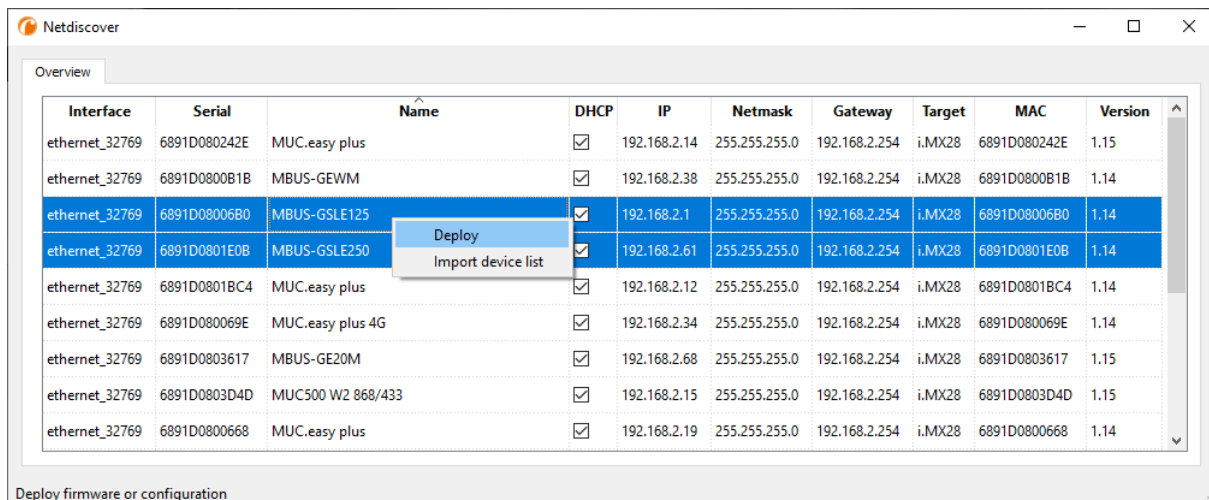 Netdiscover
Overview
Interface Serial Name DHCP IP Netmask Gateway Target MAC Version
ethernet_32769 6891D080242E MUC.easy plus 192.168.2.14 255.255.255.0 192.168.2.254 i.MX28 6891D080242E 1.15
ethernet_32769 6891D0800B1B MBUS-GEWM 192.168.2.38 255.255.255.0 192.168.2.254 i.MX28 6891D0800B1B 1.14
ethernet_32769 6891D08006B0 MBUS-GSLE125 192.168.2.1 255.255.255.0 192.168.2.254 i.MX28 6891D08006B0 1.14
Deploy
ethernet_32769 6891D0801E0B MBUS-GSLE250 192.168.2.61 255.255.255.0 192.168.2.254 i.MX28 6891D0801E0B 1.14
Import device list
ethernet_32769 6891D0801BC4 MUC.easy plus 192.168.2.12 255.255.255.0 192.168.2.254 i.MX28 6891D0801BC4 1.14
ethernet_32769 6891D080069E MUC.easy plus 4G 192.168.2.34 255.255.255.0 192.168.2.254 i.MX28 6891D080069E 1.14
ethernet_32769 6891D0803617 MBUS-GE20M 192.168.2.68 255.255.255.0 192.168.2.254 i.MX28 6891D0803617 1.15
ethernet_32769 6891D0803D4D MUC500 W2 868/433 192.168.2.15 255.255.255.0 192.168.2.254 i.MX28 6891D0803D4D 1.15
ethernet_32769 6891D0800668 MUC.easy plus 192.168.2.19 255.255.255.0 192.168.2.254 i.MX28 6891D0800668 1.14
Deploy firmware or configuration